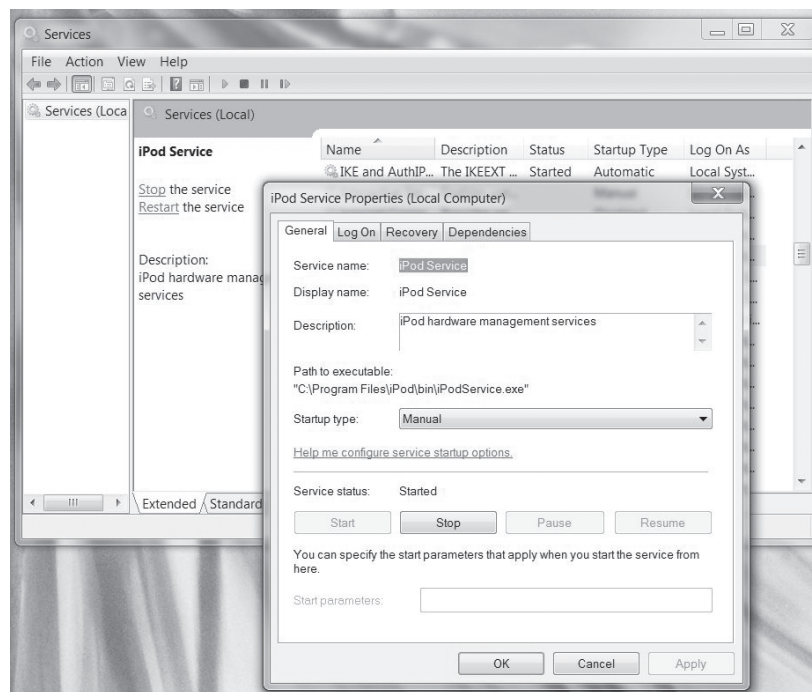 Services
File Action View Help
Services (Loca
Services (Local)
iPod Service
Stop the service
Restart the service
Description:
iPod hardware manag
services
Name Description Status Startup Type Log On As
IKE and AuthIP... The IKEEXT ... Started Automatic Local Syst...
iPod Service Properties (Local Computer)
General Log On Recovery Dependencies
Service name: iPod Service
Display name: iPod Service
Description: iPod hardware management services
Path to executable:
"C:\Program Files\iPod\bin\iPodService.exe"
Startup type: Manual
Help me configure service startup options.
Service status: Started
Start Stop Pause Resume
You can specify the start parameters that apply when you start the service from
here.
Start parameters:
OK Cancel Apply
Extended Standard